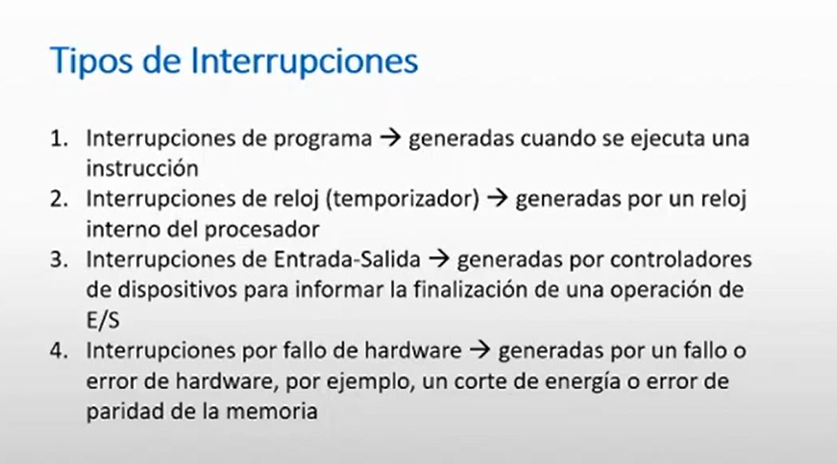 Tipos de Interrupciones
1. Interrupciones de programa → generadas cuando se ejecuta una
instrucción
2. Interrupciones de reloj (temporizador) → generadas por un reloj
interno del procesador
3. Interrupciones de Entrada-Salida → generadas por controladores
de dispositivos para informar la finalización de una operación de
E/S
4. Interrupciones por fallo de hardware → generadas por un fallo o
error de hardware, por ejemplo, un corte de energía o error de
paridad de la memoria